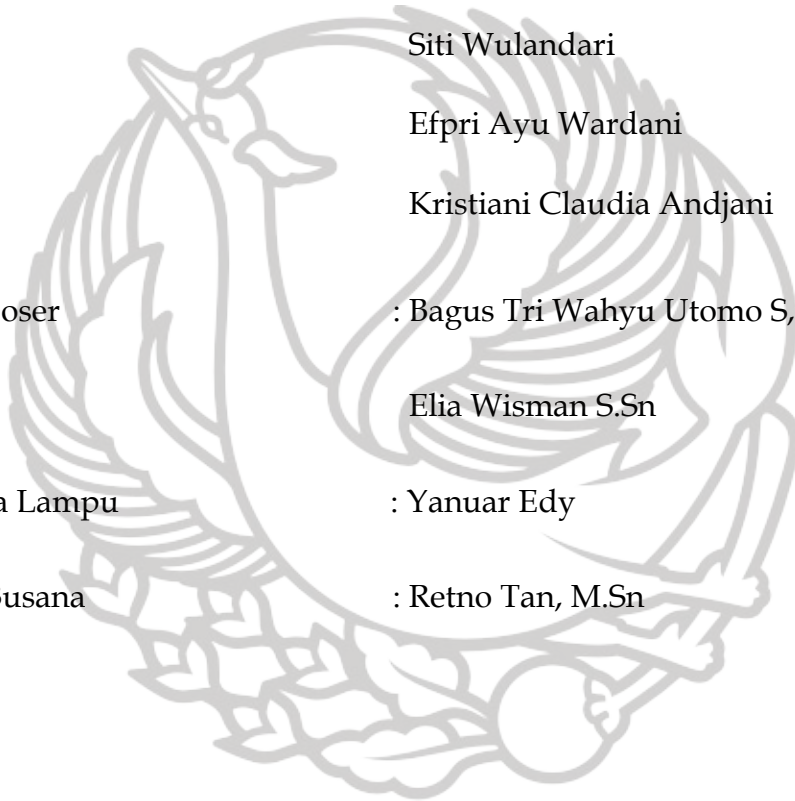 Siti Wulandari
Efpri Ayu Wardani
Kristiani Claudia Andjani
oser : Bagus Tri Wahyu Utomo S,
Elia Wisman S.Sn
a Lampu : Yanuar Edy
Busana : Retno Tan, M.Sn